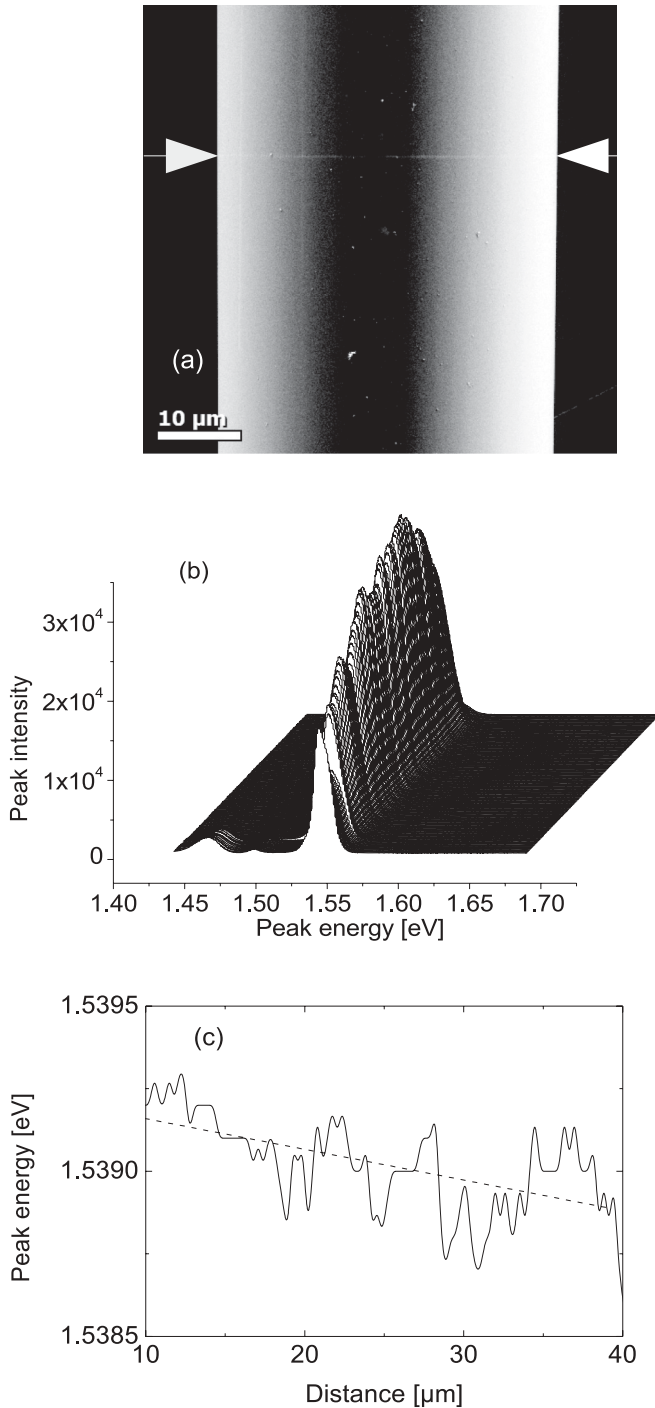 (a)
10 μm
(b)
3x10⁴
2x10⁴
1x10⁴
0
Peak intensity
1.40 1.45 1.50 1.55 1.60 1.65 1.70
Peak energy [eV]
(c)
1.5395
1.5390
1.5385
Peak energy [eV]
10 20 30 40
Distance [μm]